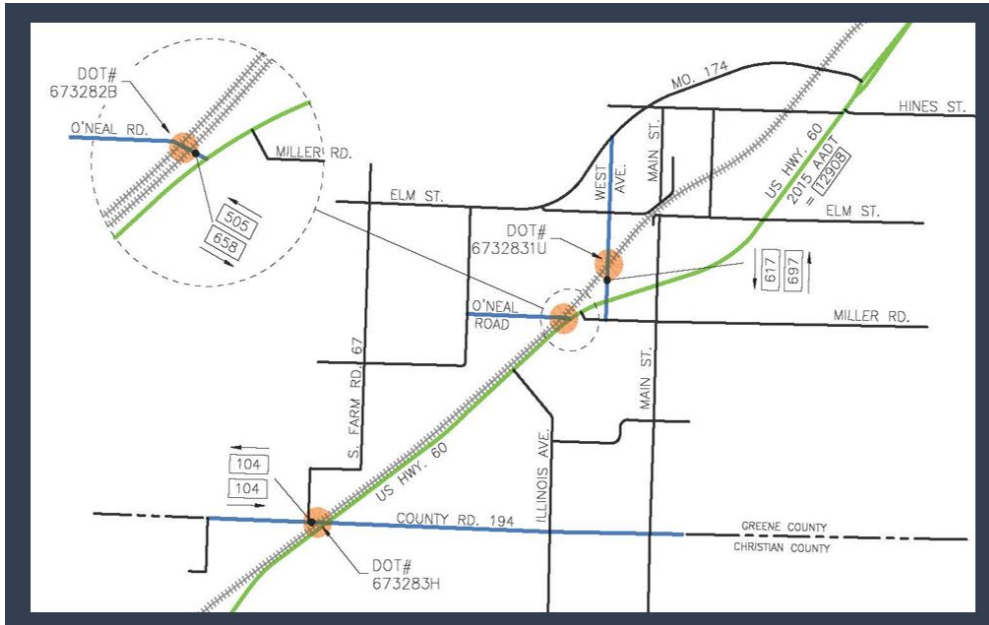 DOT#
673282B
O'NEAL RD.
MILLER RD.
505
658
MO. 174
HINES ST.
MAIN ST.
WEST
AVE.
US HWY. 60
2015 AADT
= 12908
ELM ST.
ELM ST.
DOT#
6732831U
617
697
O'NEAL
ROAD
MILLER RD.
S. FARM RD. 67
MAIN ST.
US HWY. 60
ILLINOIS AVE.
104
104
COUNTY RD. 194
GREENE COUNTY
CHRISTIAN COUNTY
DOT#
673283H